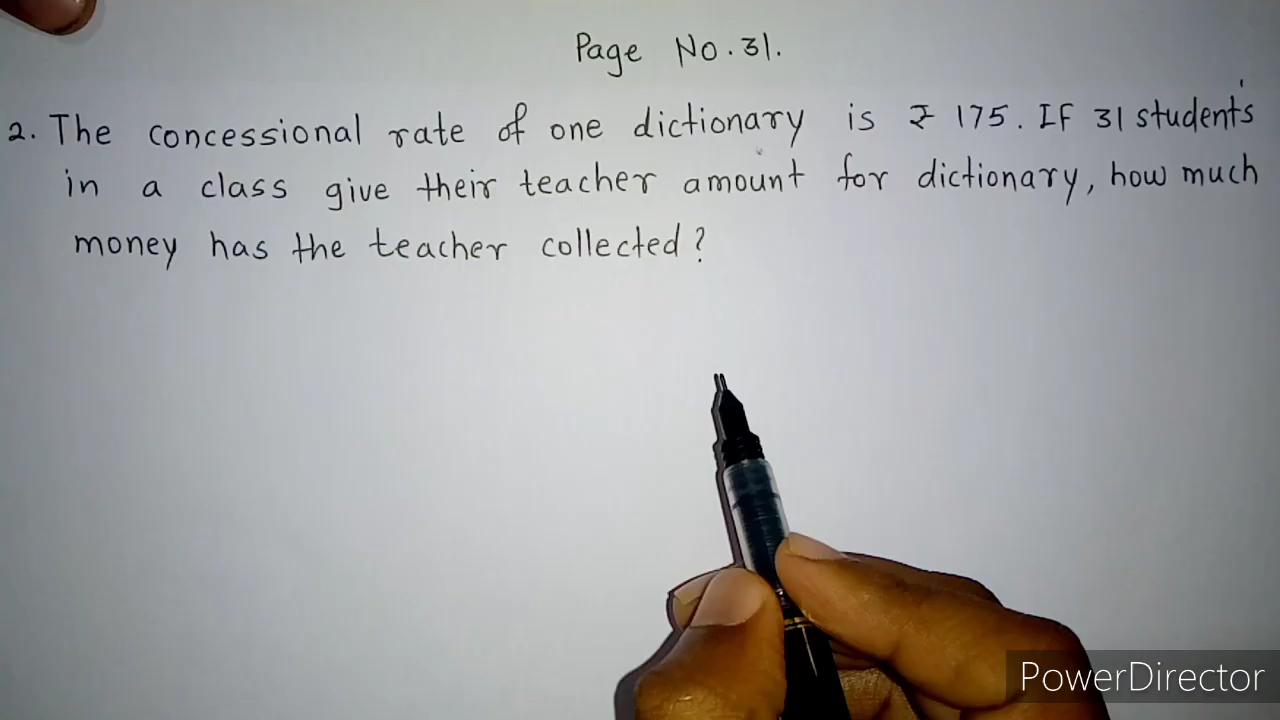 Page No. 31.
2. The concessional rate of one dictionary is ₹ 175. If 31 students
in a class give their teacher amount for dictionary, how much
money has the teacher collected?
PowerDirector